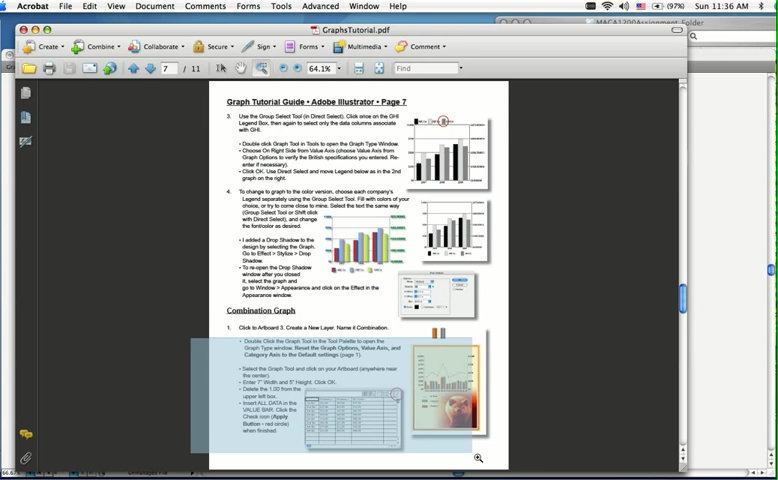 Acrobat File Edit View Document Comments Forms Tools Advanced Window Help (97%) Sun 11:36 AM
MACA1200Assignment_Folder
GraphsTutorial.pdf
Create Combine Collaborate Secure Sign Forms Multimedia Comment
7 / 11 64.1% Find
Graph Tutorial Guide • Adobe Illustrator • Page 7
3. Use the Group Select Tool (in Direct Select). Click once on the GHI
Legend Box, then again to select only the data columns associate
with GHI.
• Double click Graph Tool in Tools to open the Graph Type Window.
• Choose On Right Side from Value Axis (choose Value Axis from
Graph Options to verify the British specifications you entered. Re-
enter if necessary).
• Click OK. Use Direct Select and move Legend below as in the 2nd
graph on the right.
4. To change to graph to the color version, choose each company's
Legend separately using the Group Select Tool. Fill with colors of your
choice, or try to come close to mine. Select the text the same way
(Group Select Tool or Shift click
with Direct Select), and change
the font/color as desired.
• I added a Drop Shadow to the
design by selecting the Graph.
Go to Effect > Stylize > Drop
Shadow.
• To re-open the Drop Shadow
window after you closed
it, select the graph and
go to Window > Appearance and click on the Effect in the
Appearance window.
Combination Graph
1. Click to Artboard 3. Create a New Layer. Name it Combination.
• Double Click the Graph Tool in the Tool Palette to open the
Graph Type window. Reset the Graph Options, Value Axis, and
Category Axis to the Default settings (page 1).
• Select the Graph Tool and click on your Artboard (anywhere near
the center).
• Enter 7" Width and 5" Height. Click OK.
• Delete the 1.00 from the
upper left box.
• Insert ALL DATA in the
VALUE BAR. Click the
Check icon (Apply
Button - red circle)
when finished.